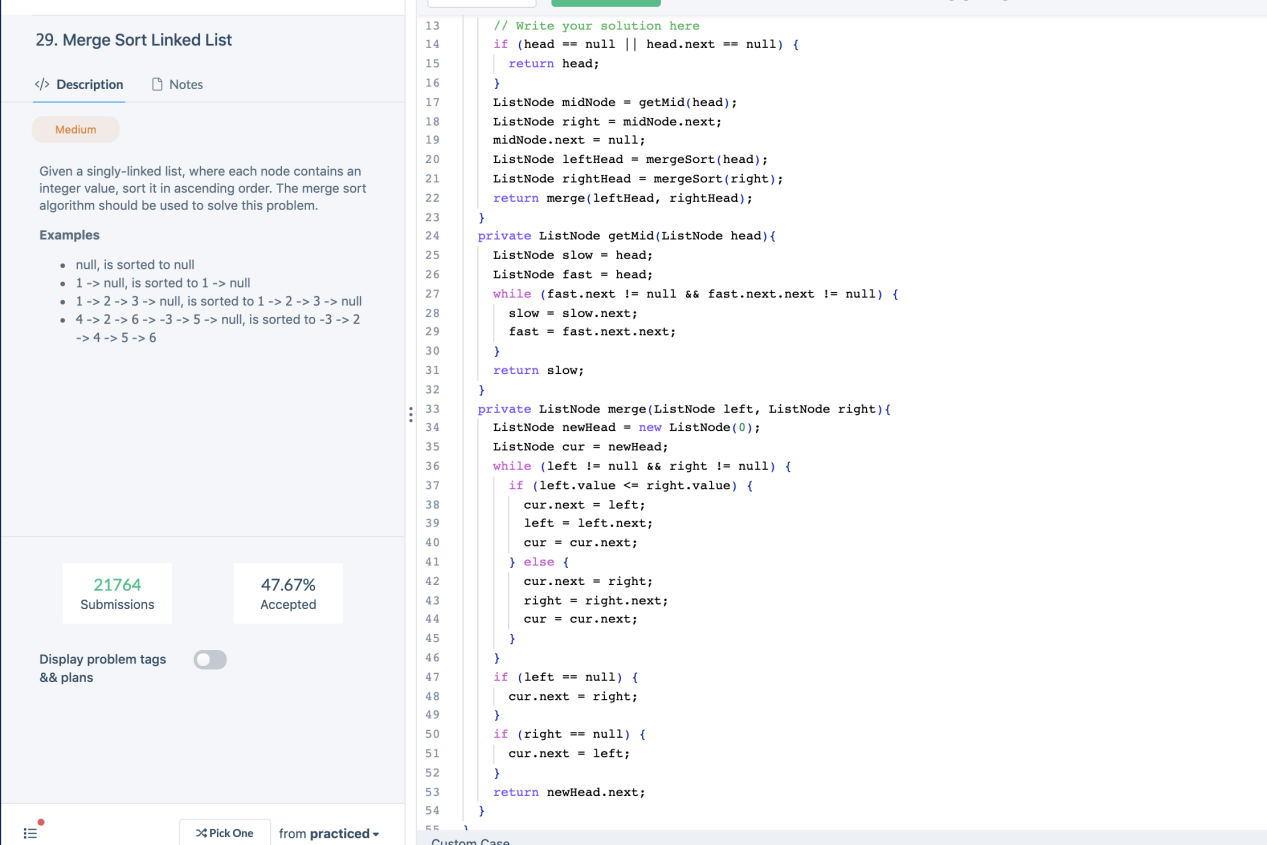 29. Merge Sort Linked List
</> Description
Notes
Medium
Given a singly-linked list, where each node contains an
integer value, sort it in ascending order. The merge sort
algorithm should be used to solve this problem.
Examples
• null, is sorted to null
• 1 -> null, is sorted to 1 -> null
• 1 -> 2 -> 3 -> null, is sorted to 1 -> 2 -> 3 -> null
• 4 -> 2 -> 6 -> -3 -> 5 -> null, is sorted to -3 -> 2
-> 4 -> 5 -> 6
21764
Submissions
47.67%
Accepted
Display problem tags
&& plans
Pick One
from practiced
13 // Write your solution here
14 if (head == null || head.next == null) {
15 return head;
16 }
17 ListNode midNode = getMid(head);
18 ListNode right = midNode.next;
19 midNode.next = null;
20 ListNode leftHead = mergeSort(head);
21 ListNode rightHead = mergeSort(right);
22 return merge(leftHead, rightHead);
23 }
24 private ListNode getMid(ListNode head){
25 ListNode slow = head;
26 ListNode fast = head;
27 while (fast.next != null && fast.next.next != null) {
28 slow = slow.next;
29 fast = fast.next.next;
30 }
31 return slow;
32 }
33 private ListNode merge(ListNode left, ListNode right){
34 ListNode newHead = new ListNode(0);
35 ListNode cur = newHead;
36 while (left != null && right != null) {
37 if (left.value <= right.value) {
38 cur.next = left;
39 left = left.next;
40 cur = cur.next;
41 } else {
42 cur.next = right;
43 right = right.next;
44 cur = cur.next;
45 }
46 }
47 if (left == null) {
48 cur.next = right;
49 }
50 if (right == null) {
51 cur.next = left;
52 }
53 return newHead.next;
54 }
55 }
Custom Case